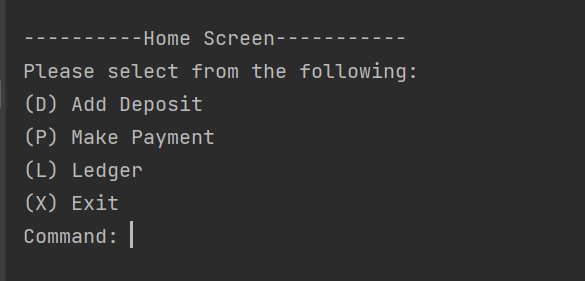 ----------Home Screen-----------
Please select from the following:
(D) Add Deposit
(P) Make Payment
(L) Ledger
(X) Exit
Command: